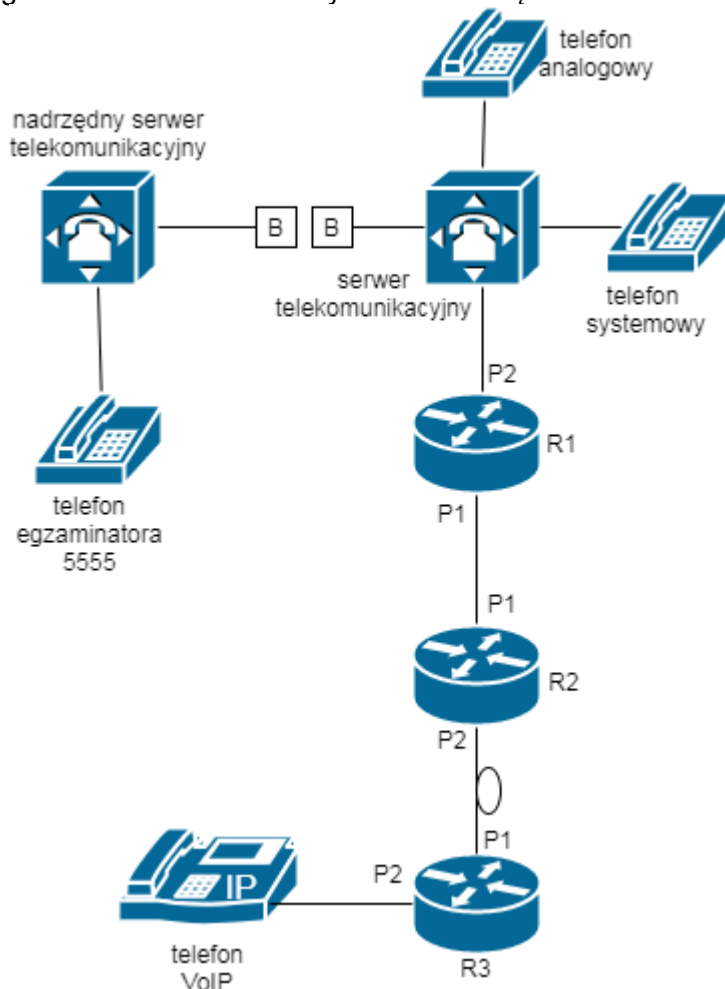 telefon
analogowy
nadrzędny serwer
telekomunikacyjny
B
B
serwer
telekomunikacyjny
telefon
systemowy
P2
R1
telefon
egzaminatora
5555
P1
P1
R2
P2
P1
IP
P2
telefon
VoIP
R3